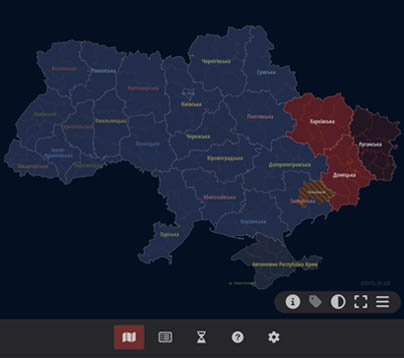 Чернігівська
Волинська
Рівненська
Сумська
Житомирська
Київська
Львівська
Полтавська
Харківська
Тернопільська
Хмельницька
Черкаська
Луганська
Івано-
Франківська
Вінницька
Закарпатська
Чернівецька
Кіровоградська
Дніпропетровська
Донецька
Миколаївська
Запорізька
Херсонська
Одеська
Автономна Республіка Крим